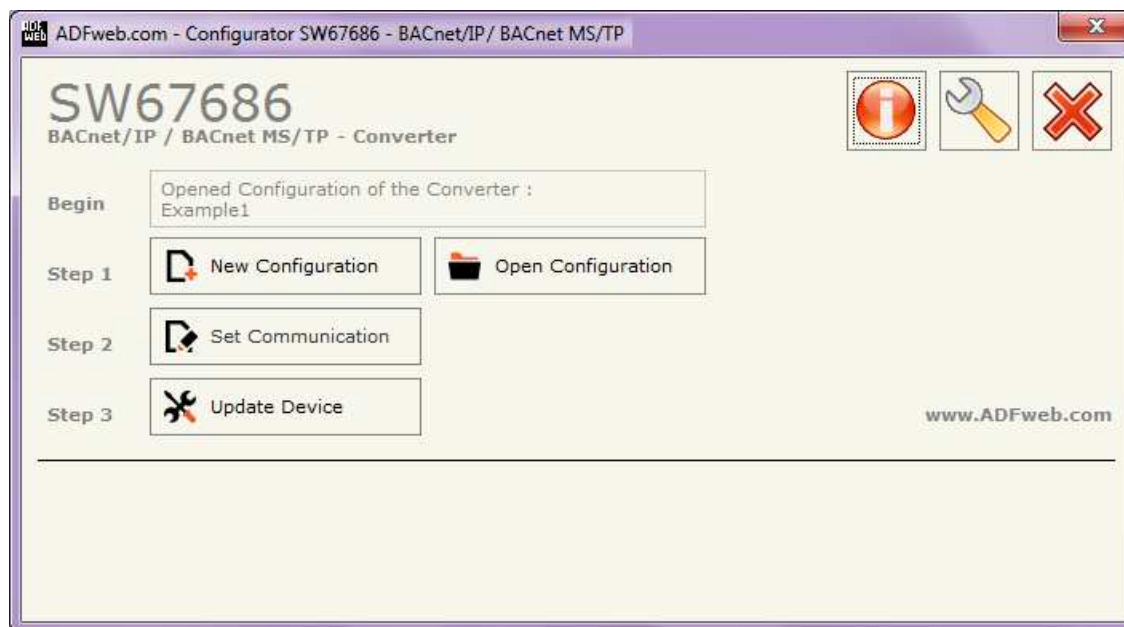 ADF WEB ADFweb.com - Configurator SW67686 - BACnet/IP / BACnet MS/TP
SW67686
BACnet/IP / BACnet MS/TP - Converter
Begin
Opened Configuration of the Converter :
Example1
Step 1
New Configuration
Open Configuration
Step 2
Set Communication
Step 3
Update Device
www.ADFweb.com